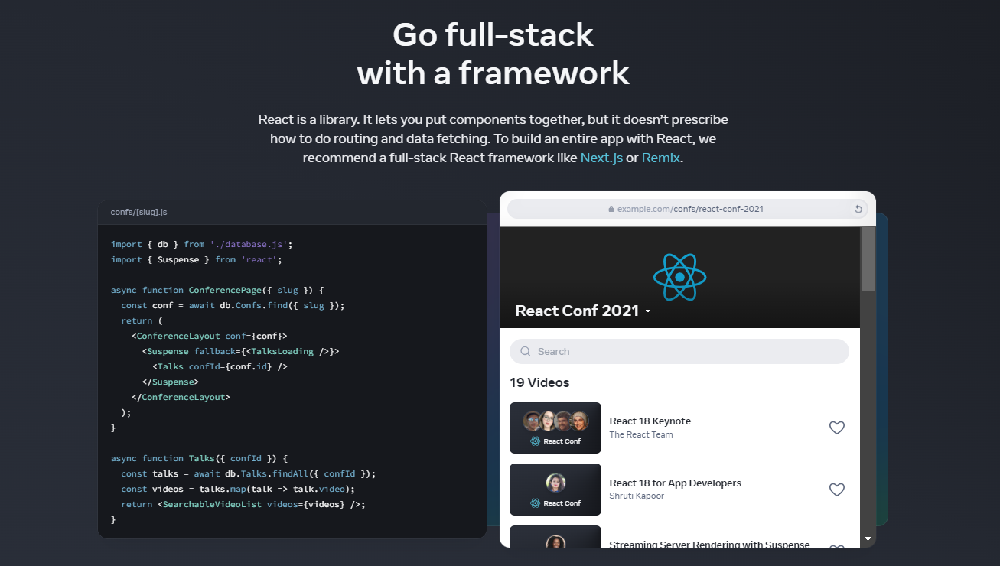 Go full-stack
with a framework
React is a library. It lets you put components together, but it doesn’t prescribe
how to do routing and data fetching. To build an entire app with React, we
recommend a full-stack React framework like Next.js or Remix.
confs/[slug].js
import { db } from './database.js';
import { Suspense } from 'react';
async function ConferencePage({ slug }) {
const conf = await db.Confs.find({ slug });
return (
<ConferenceLayout conf={conf}>
<Suspense fallback={<TalksLoading />}>
<Talks confId={conf.id} />
</Suspense>
</ConferenceLayout>
);
}
async function Talks({ confId }) {
const talks = await db.Talks.findAll({ confId });
const videos = talks.map(talk => talk.video);
return <SearchableVideoList videos={videos} />;
}
example.com/confs/react-conf-2021
React Conf 2021
Search
19 Videos
React Conf
React 18 Keynote
The React Team
React Conf
React 18 for App Developers
Shruti Kapoor
Streaming Server Rendering with Suspense